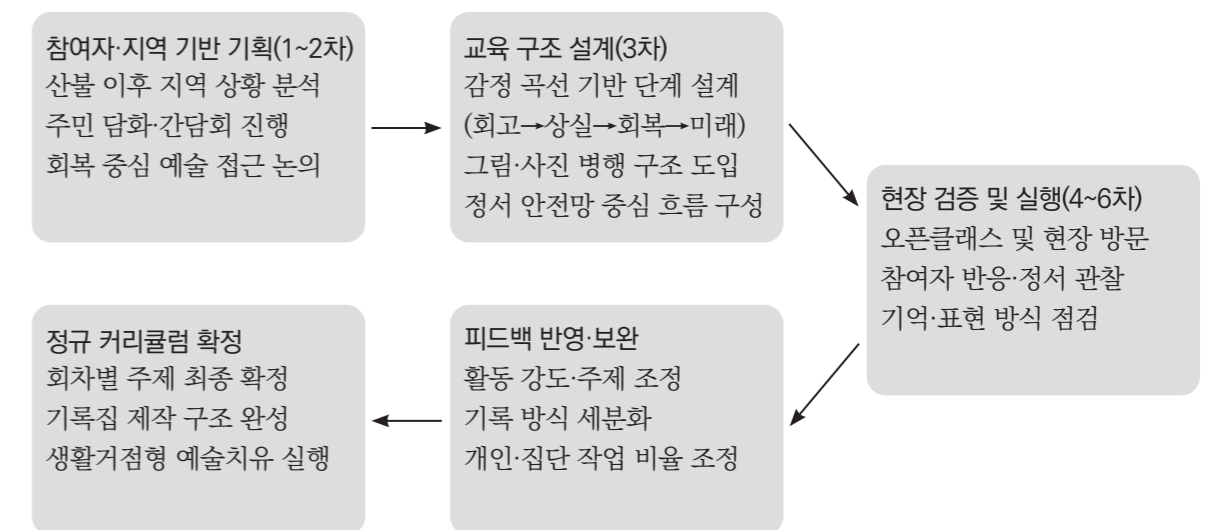 참여자·지역 기반 기획(1~2차)
산불 이후 지역 상황 분석
주민 담화·간담회 진행
회복 중심 예술 접근 논의
교육 구조 설계(3차)
감정 곡선 기반 단계 설계
(회고→상실→회복→미래)
그림·사진 병행 구조 도입
정서 안전망 중심 흐름 구성
현장 검증 및 실행(4~6차)
오픈클래스 및 현장 방문
참여자 반응·정서 관찰
기억·표현 방식 점검
피드백 반영·보완
활동 강도·주제 조정
기록 방식 세분화
개인·집단 작업 비율 조정
정규 커리큘럼 확정
회차별 주제 최종 확정
기록집 제작 구조 완성
생활거점형 예술치유 실행